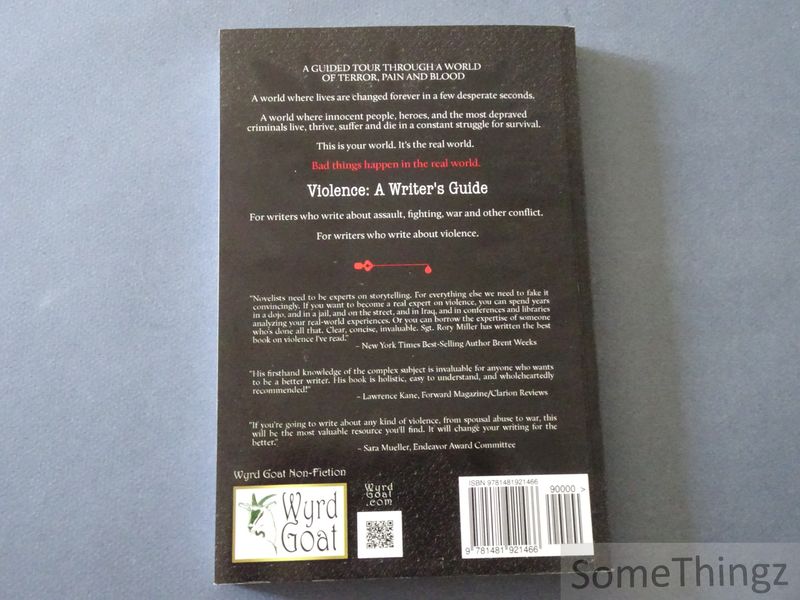 A GUIDED TOUR THROUGH A WORLD
OF TERROR, PAIN AND BLOOD
A world where lives are changed forever in a few desperate seconds.
A world where innocent people, heroes, and the most depraved
criminals live, thrive, suffer and die in a constant struggle for survival.
This is your world. It's the real world.
Bad things happen in the real world.
Violence: A Writer's Guide
For writers who write about assault, fighting, war and other conflict.
For writers who write about violence.
"Novelists need to be experts on storytelling. For everything else we need to fake it
convincingly. If you want to become a real expert on violence, you can spend years
in a dojo, and in a jail, and on the street, and in Iraq, and in conferences and libraries
analyzing your real-world experiences. Or you can borrow the expertise of someone
who's done all that. Clear, concise, invaluable. Sgt. Rory Miller has written the best
book on violence I've read."
– New York Times Best-Selling Author Brent Weeks
"His firsthand knowledge of the complex subject is invaluable for anyone who wants
to be a better writer. His book is holistic, easy to understand, and wholeheartedly
recommended!"
– Lawrence Kane, Forward Magazine/Clarion Reviews
"If you're going to write about any kind of violence, from spousal abuse to war, this
will be the most valuable resource you'll find. It will change your writing for the
better."
– Sara Mueller, Endeavor Award Committee
Wyrd Goat Non-Fiction
Wyrd
Goat
Wyrd
Goat
.com
ISBN 9781481921466
90000 >
9 781481 921466
SomeThingz